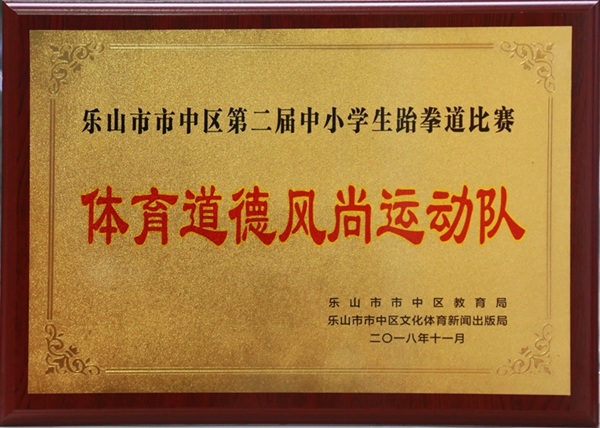 乐山市市中区第二届中小学生跆拳道比赛
体育道德风尚运动队
乐山市市中区教育局
乐山市市中区文化体育新闻出版局
二〇一八年十一月